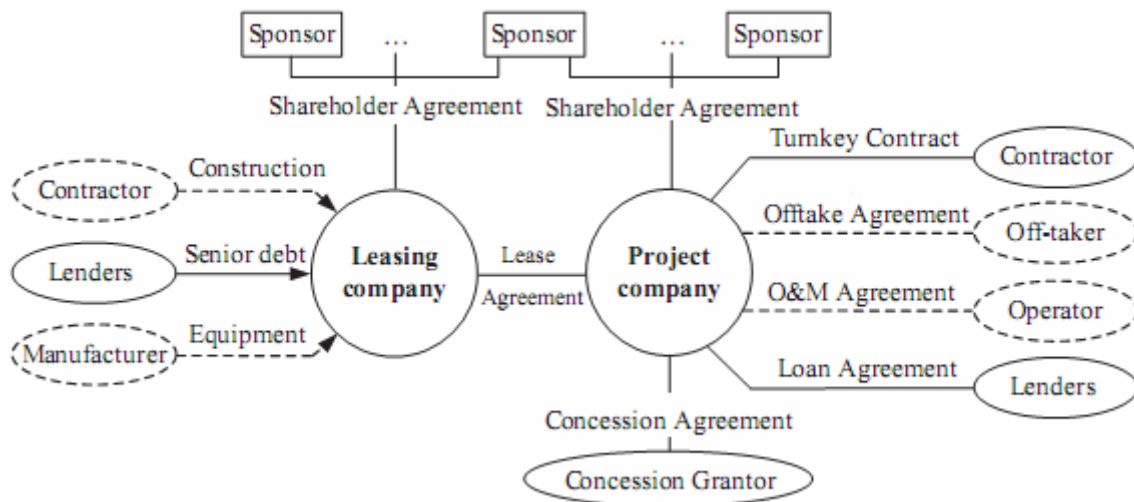 Sponsor ... Sponsor ... Sponsor
Shareholder Agreement Shareholder Agreement
Turnkey Contract
Contractor
Construction
Contractor
Offtake Agreement
Off-taker
Senior debt
Lenders
Leasing
company
Lease
Agreement
Project
company
O&M Agreement
Operator
Equipment
Manufacturer
Loan Agreement
Lenders
Concession Agreement
Concession Grantor